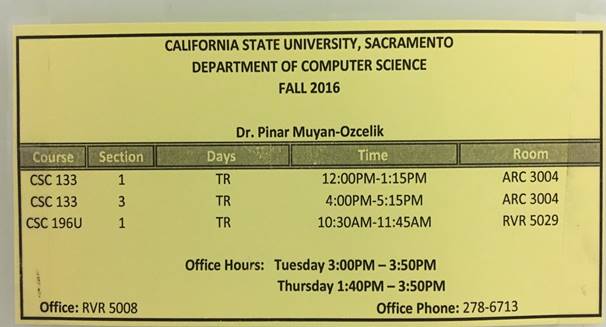 CALIFORNIA STATE UNIVERSITY, SACRAMENTO
DEPARTMENT OF COMPUTER SCIENCE
FALL 2016
Dr. Pinar Muyan-Ozcelik
Course Section Days Time Room
CSC 133 1 TR 12:00PM-1:15PM ARC 3004
CSC 133 3 TR 4:00PM-5:15PM ARC 3004
CSC 196U 1 TR 10:30AM-11:45AM RVR 5029
Office Hours: Tuesday 3:00PM – 3:50PM
Thursday 1:40PM – 3:50PM
Office: RVR 5008 Office Phone: 278-6713